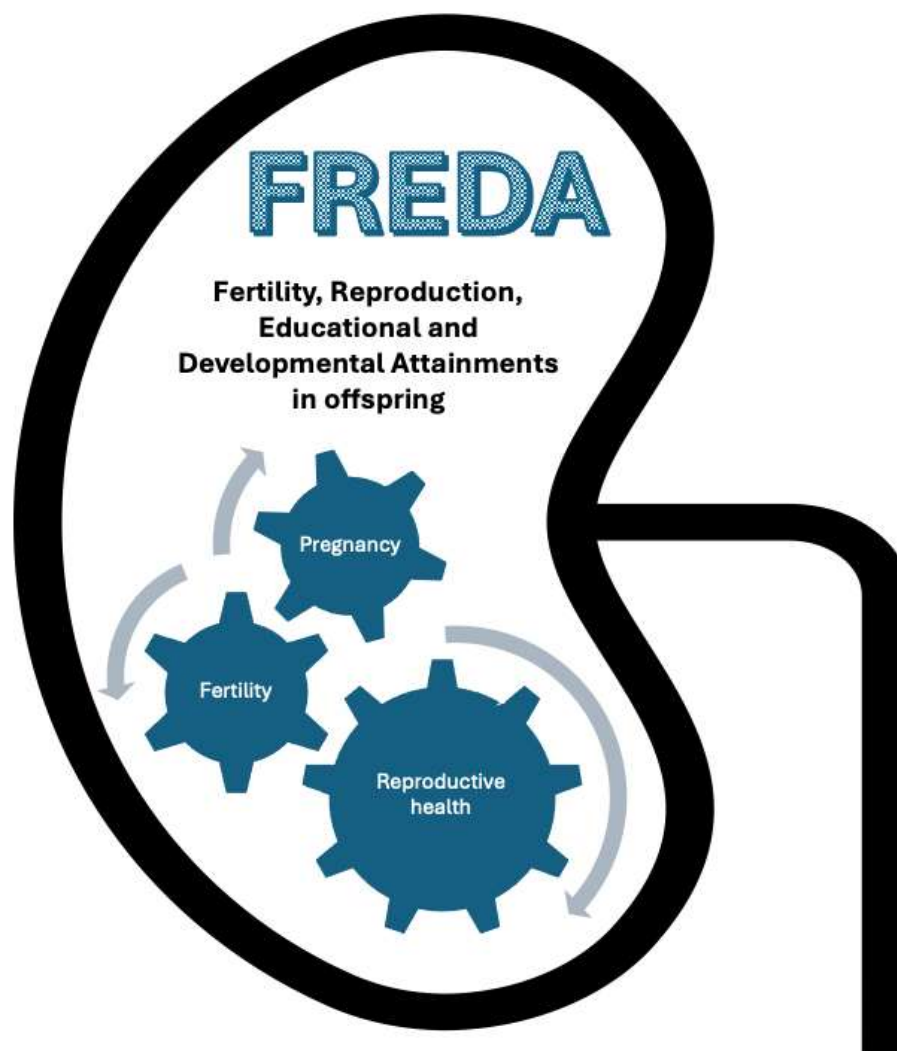 FREDA
Fertility, Reproduction,
Educational and
Developmental Attainments
in offspring
Pregnancy
Fertility
Reproductive
health